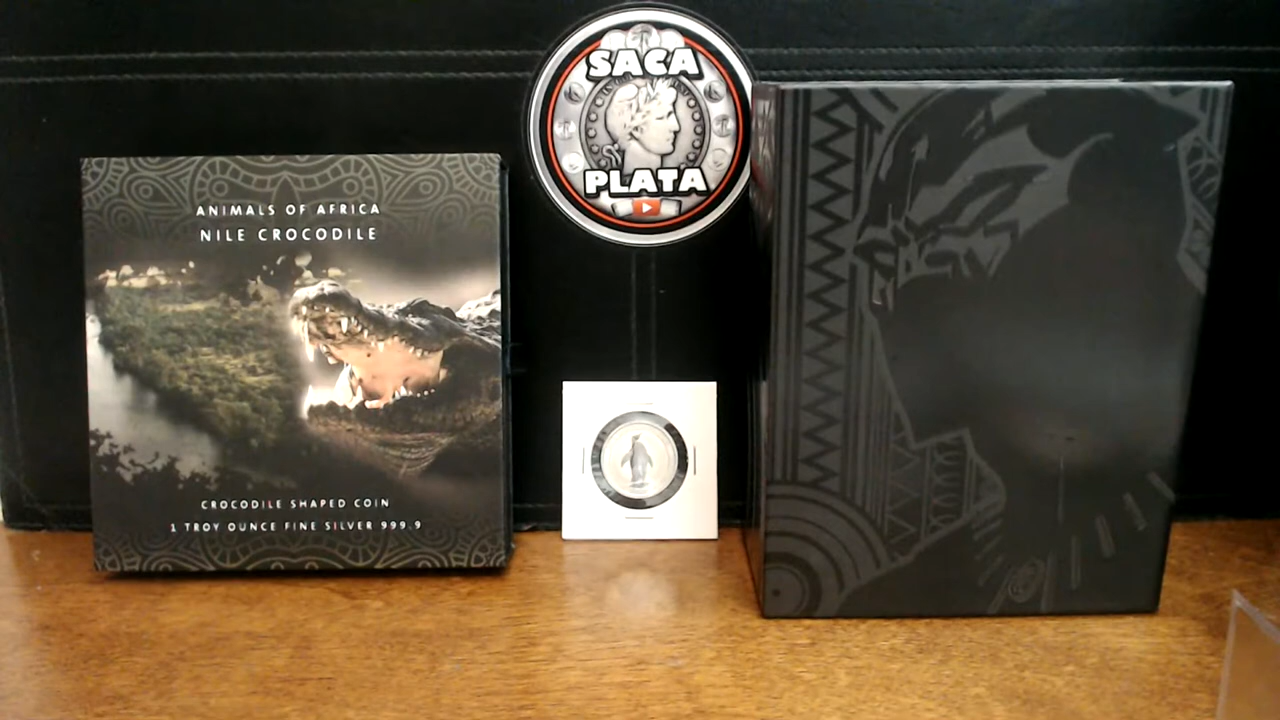 ANIMALS OF AFRICA
NILE CROCODILE
CROCODILE SHAPED COIN
1 TROY OUNCE FINE SILVER 999.9
SACA
PLATA